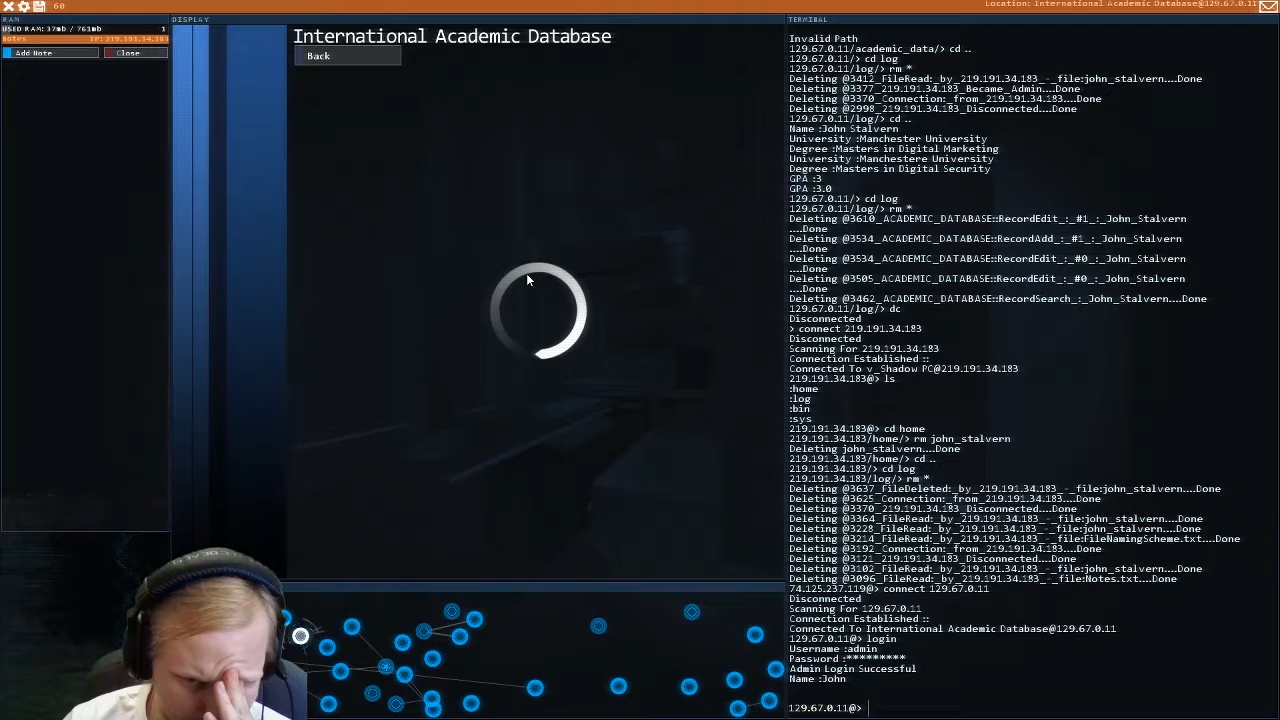 60
Location: International Academic Database@129.67.0.11
RAM
USED RAM: 37mb / 761mb
1
notes
IP: 219.191.34.183
Add Note
Close
DISPLAY
International Academic Database
Back
TERMINAL
Invalid Path
129.67.0.11/academic_data/> cd ..
129.67.0.11/> cd log
129.67.0.11/log/> rm *
Deleting @3412_FileRead:_by_219.191.34.183_-_file:john_stalvern....Done
Deleting @3377_219.191.34.183_Became_Admin....Done
Deleting @3370_Connection:_from_219.191.34.183....Done
Deleting @2998_219.191.34.183_Disconnected....Done
129.67.0.11/log/> cd ..
Name :John Stalvern
University :Manchester University
Degree :Masters in Digital Marketing
University :Manchestere University
Degree :Masters in Digital Security
GPA :3
GPA :3.0
129.67.0.11/> cd log
129.67.0.11/log/> rm *
Deleting @3610_ACADEMIC_DATABASE::RecordEdit_:_#1_:_John_Stalvern
....Done
Deleting @3534_ACADEMIC_DATABASE::RecordAdd_:_#1_:_John_Stalvern
....Done
Deleting @3534_ACADEMIC_DATABASE::RecordEdit_:_#0_:_John_Stalvern
....Done
Deleting @3505_ACADEMIC_DATABASE::RecordEdit_:_#0_:_John_Stalvern
....Done
Deleting @3462_ACADEMIC_DATABASE::RecordSearch_:_John_Stalvern....Done
129.67.0.11/log/> dc
Disconnected
> connect 219.191.34.183
Disconnected
Scanning For 219.191.34.183
Connection Established ::
Connected To v_Shadow PC@219.191.34.183
219.191.34.183@> ls
:home
:log
:bin
:sys
219.191.34.183@> cd home
219.191.34.183/home/> rm john_stalvern
Deleting john_stalvern....Done
219.191.34.183/home/> cd ..
219.191.34.183/> cd log
219.191.34.183/log/> rm *
Deleting @3637_FileDeleted:_by_219.191.34.183_-_file:john_stalvern....Done
Deleting @3625_Connection:_from_219.191.34.183....Done
Deleting @3370_219.191.34.183_Disconnected....Done
Deleting @3364_FileRead:_by_219.191.34.183_-_file:john_stalvern....Done
Deleting @3228_FileRead:_by_219.191.34.183_-_file:john_stalvern....Done
Deleting @3214_FileRead:_by_219.191.34.183_-_file:FileNamingScheme.txt....Done
Deleting @3192_Connection:_from_219.191.34.183....Done
Deleting @3121_219.191.34.183_Disconnected....Done
Deleting @3102_FileRead:_by_219.191.34.183_-_file:john_stalvern....Done
Deleting @3096_FileRead:_by_219.191.34.183_-_file:Notes.txt....Done
74.125.237.119@> connect 129.67.0.11
Disconnected
Scanning For 129.67.0.11
Connection Established ::
Connected To International Academic Database@129.67.0.11
129.67.0.11@> login
Username :admin
Password :*********
Admin Login Successful
Name :John
129.67.0.11@>